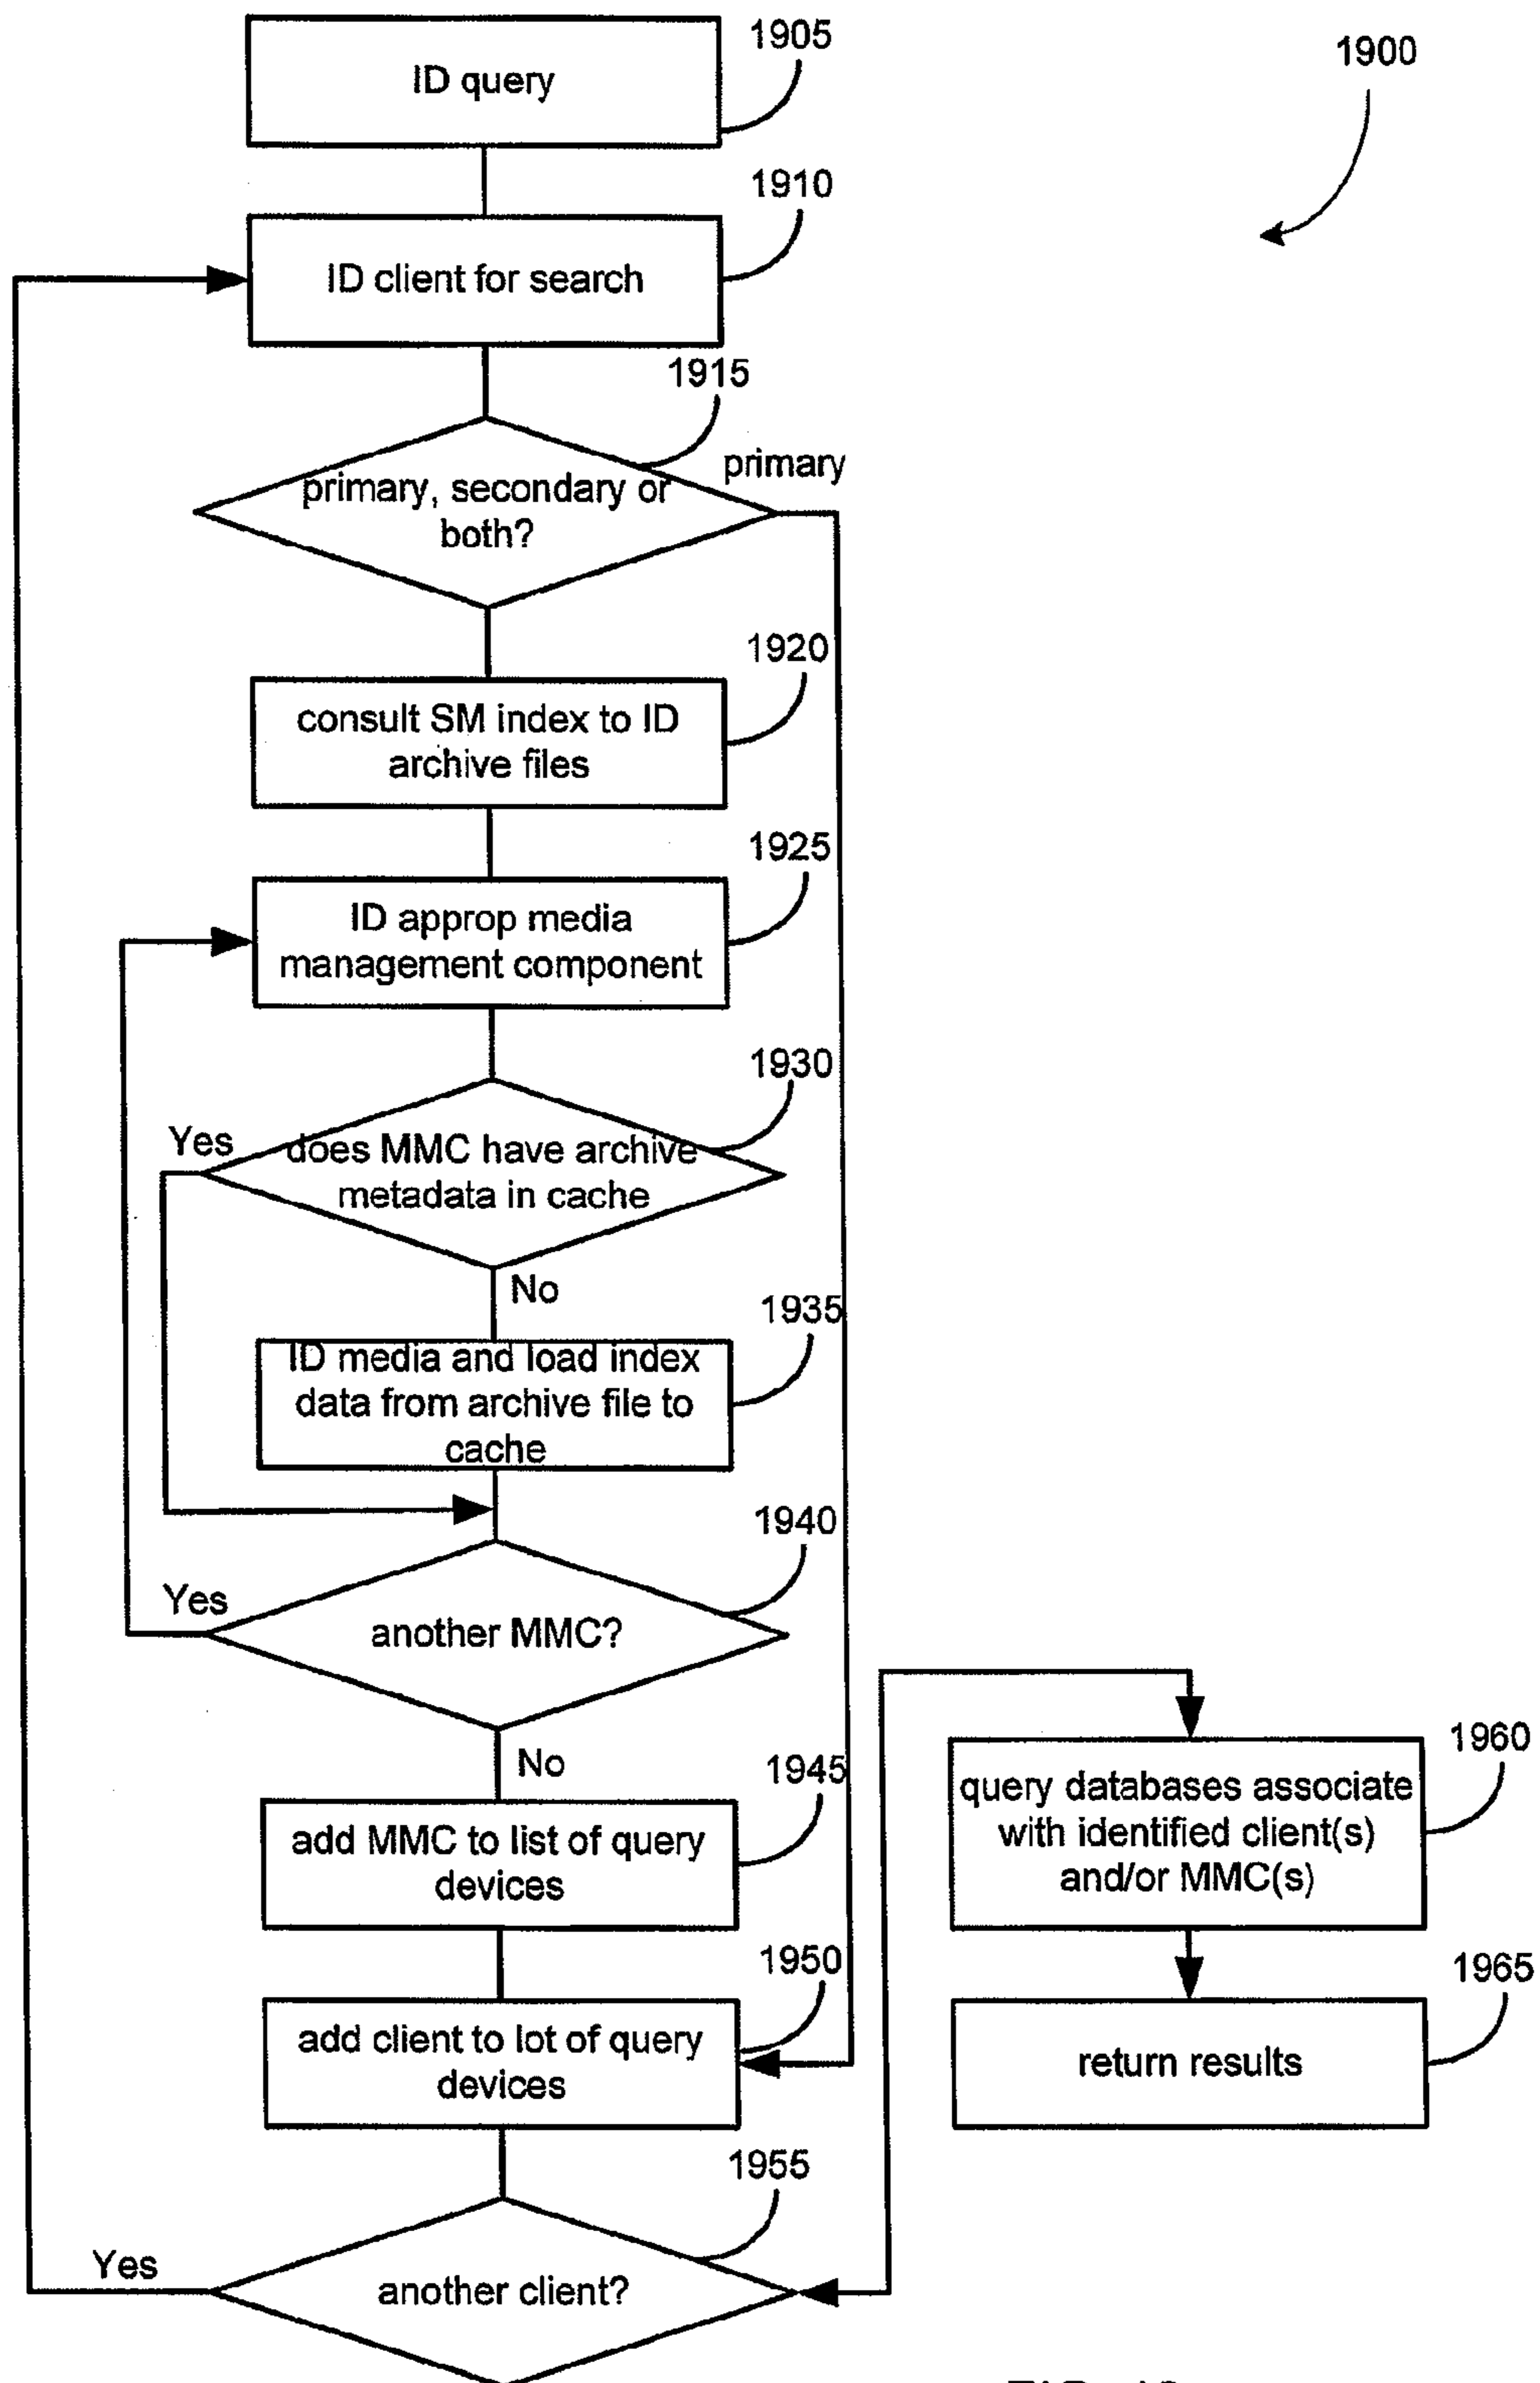 1905
ID query
1900
1910
ID client for search
1915
primary
primary, secondary or
both?
1920
consult SM index to ID
archive files
1925
ID approp media
management component
1930
Yes
does MMC have archive
metadata in cache
No
1935
ID media and load index
data from archive file to
cache
1940
Yes
another MMC?
No
1945
add MMC to list of query
devices
1960
query databases associate
with identified client(s)
and/or MMC(s)
1950
add client to lot of query
devices
1965
return results
1955
Yes
another client?